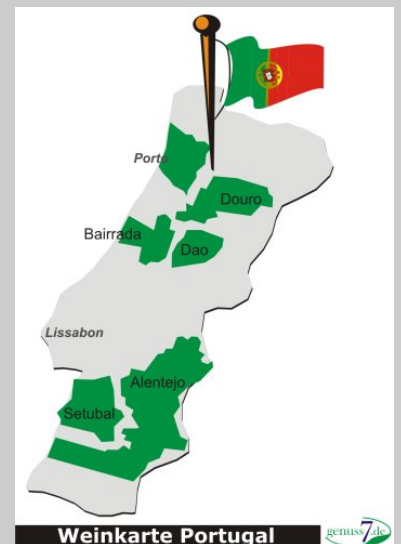 Porto
Douro
Bairrada
Dao
Lissabon
Alentejo
Setubal
Weinkarte Portugal
genuss7.de